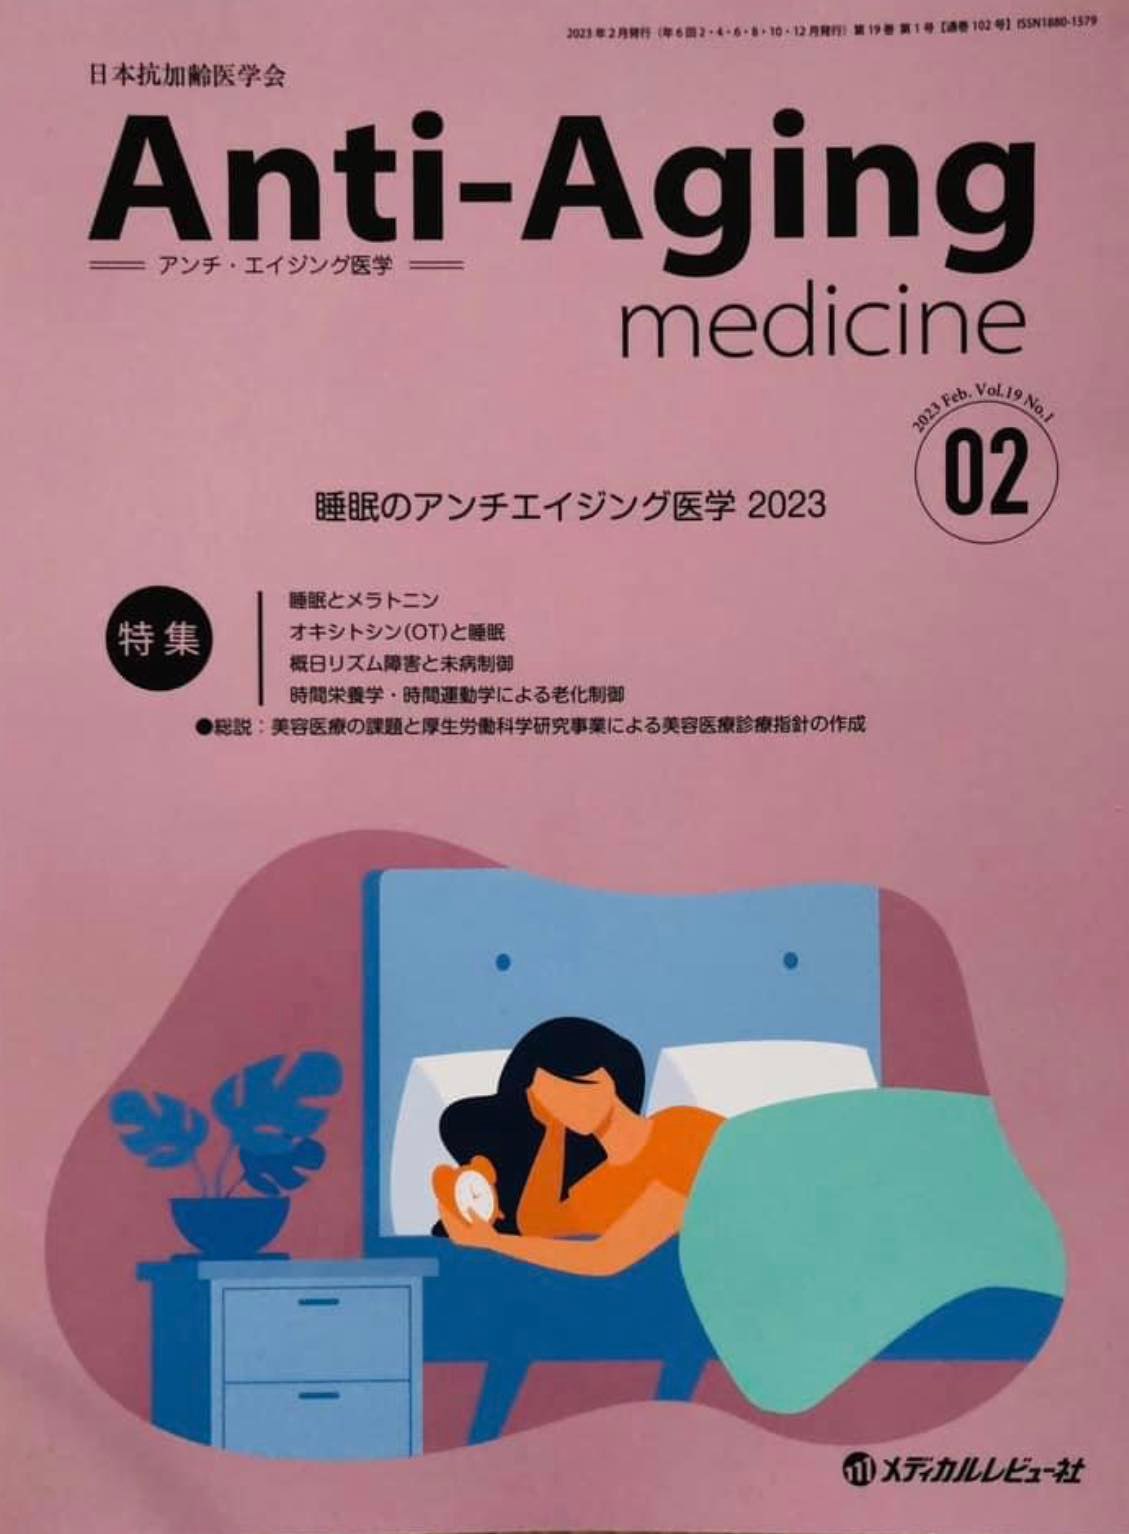 2023年2月発行（年6回2・4・6・8・10・12月発行）第19巻 第1号【通巻102号】ISSN1880-1579
日本抗加齢医学会
Anti-Aging
アンチ・エイジング医学
medicine
2023 Feb. Vol.19 No.1
02
睡眠のアンチエイジング医学 2023
特集
睡眠とメラトニン
オキシトシン(OT)と睡眠
概日リズム障害と未病制御
時間栄養学・時間運動学による老化制御
●総説：美容医療の課題と厚生労働科学研究事業による美容医療診療指針の作成
メディカルレビュー社